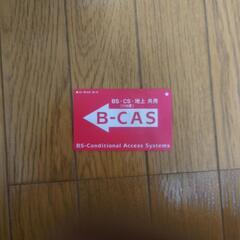 BS・CS・地上 共用
B-CAS
BS-Conditional Access Systems